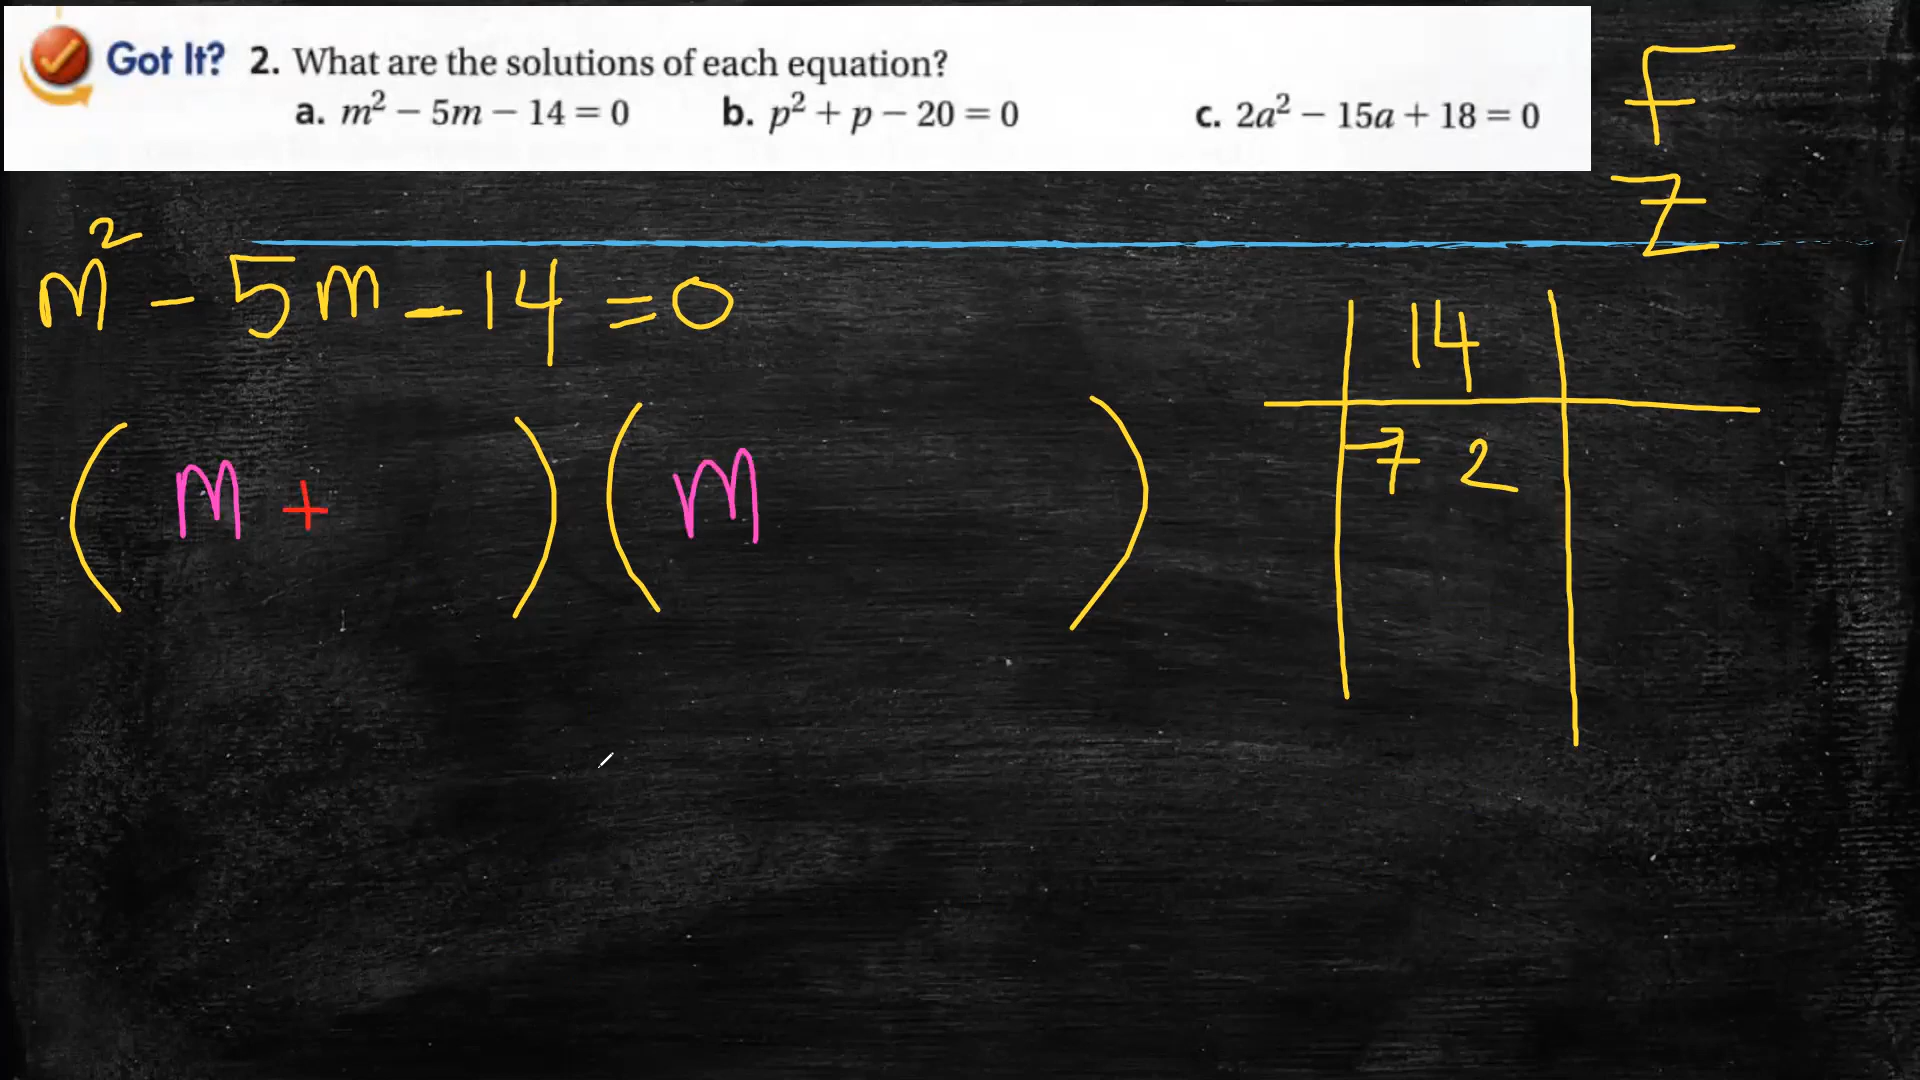 Got It? 2. What are the solutions of each equation?
a. m² − 5m − 14 = 0 b. p² + p − 20 = 0 c. 2a² − 15a + 18 = 0
F
Z
m² − 5m − 14 = 0
14
( m + ) ( m )
7 2